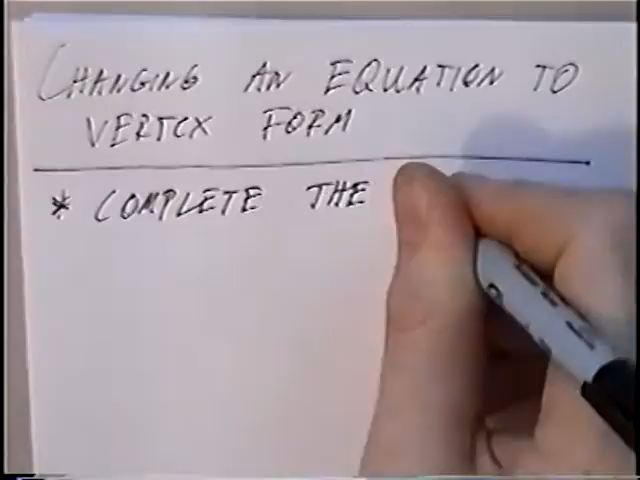 CHANGING AN EQUATION TO
VERTEX FORM
* COMPLETE THE